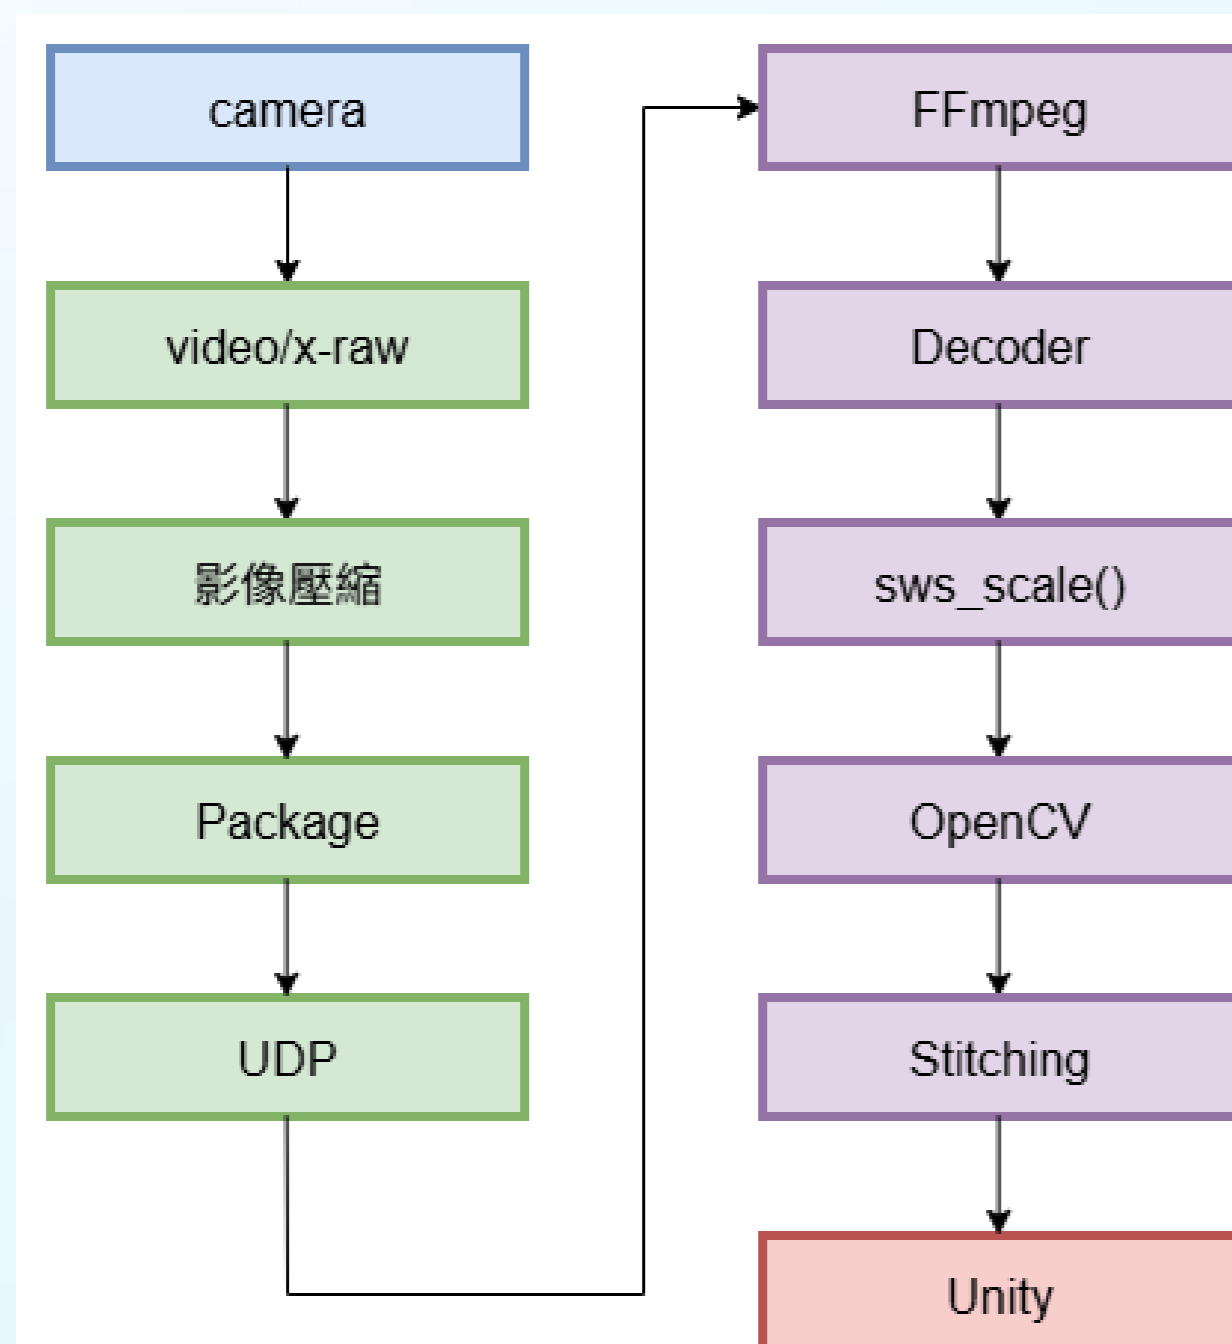 camera
video/x-raw
影像壓縮
Package
UDP
FFmpeg
Decoder
sws_scale()
OpenCV
Stitching
Unity